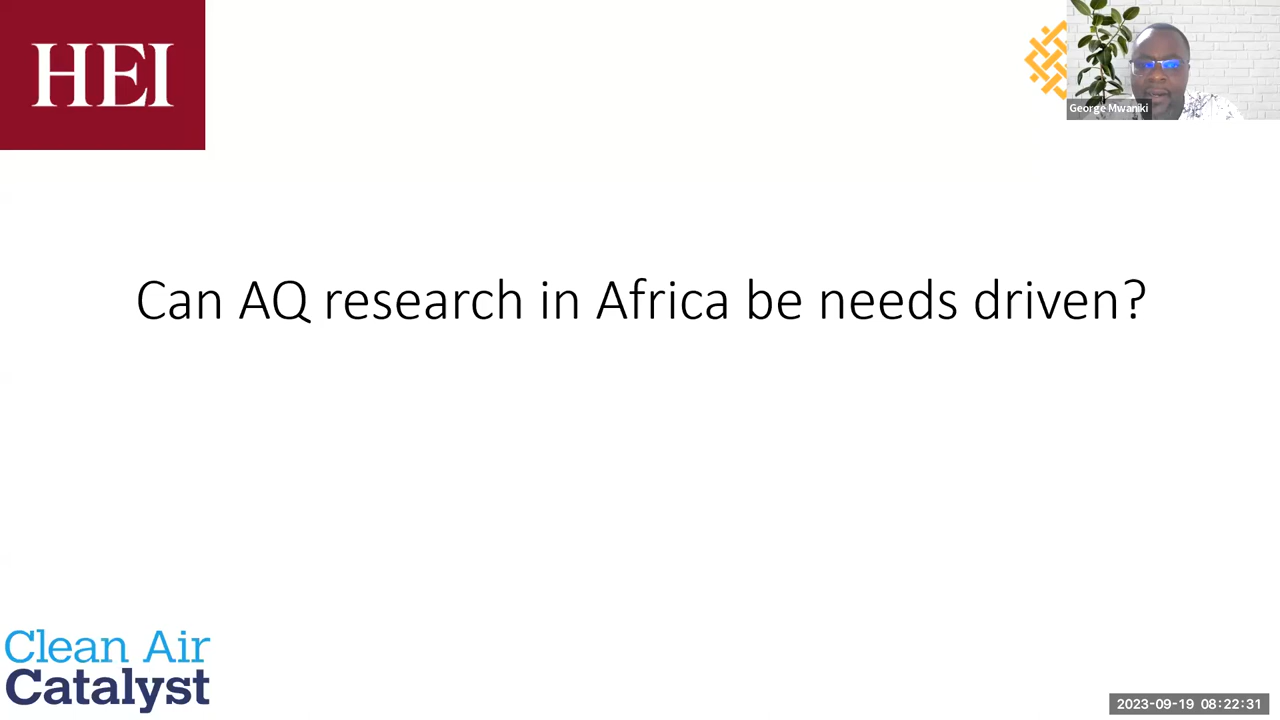 HEI
George Mwaniki
Can AQ research in Africa be needs driven?
Clean Air
Catalyst
2023-09-19 08:22:31